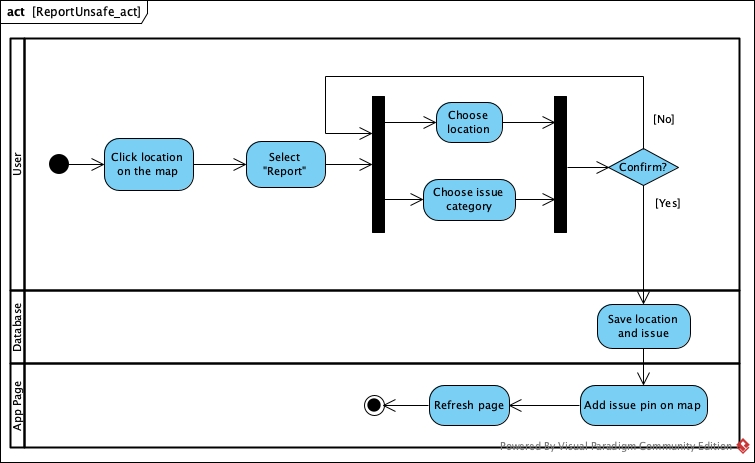 act [ReportUnsafe_act]
User
Click location
on the map
Select
"Report"
Choose
location
Choose issue
category
Confirm?
[No]
[Yes]
Database
Save location
and issue
App Page
Refresh page
Add issue pin on map
Powered By Visual Paradigm Community Edition